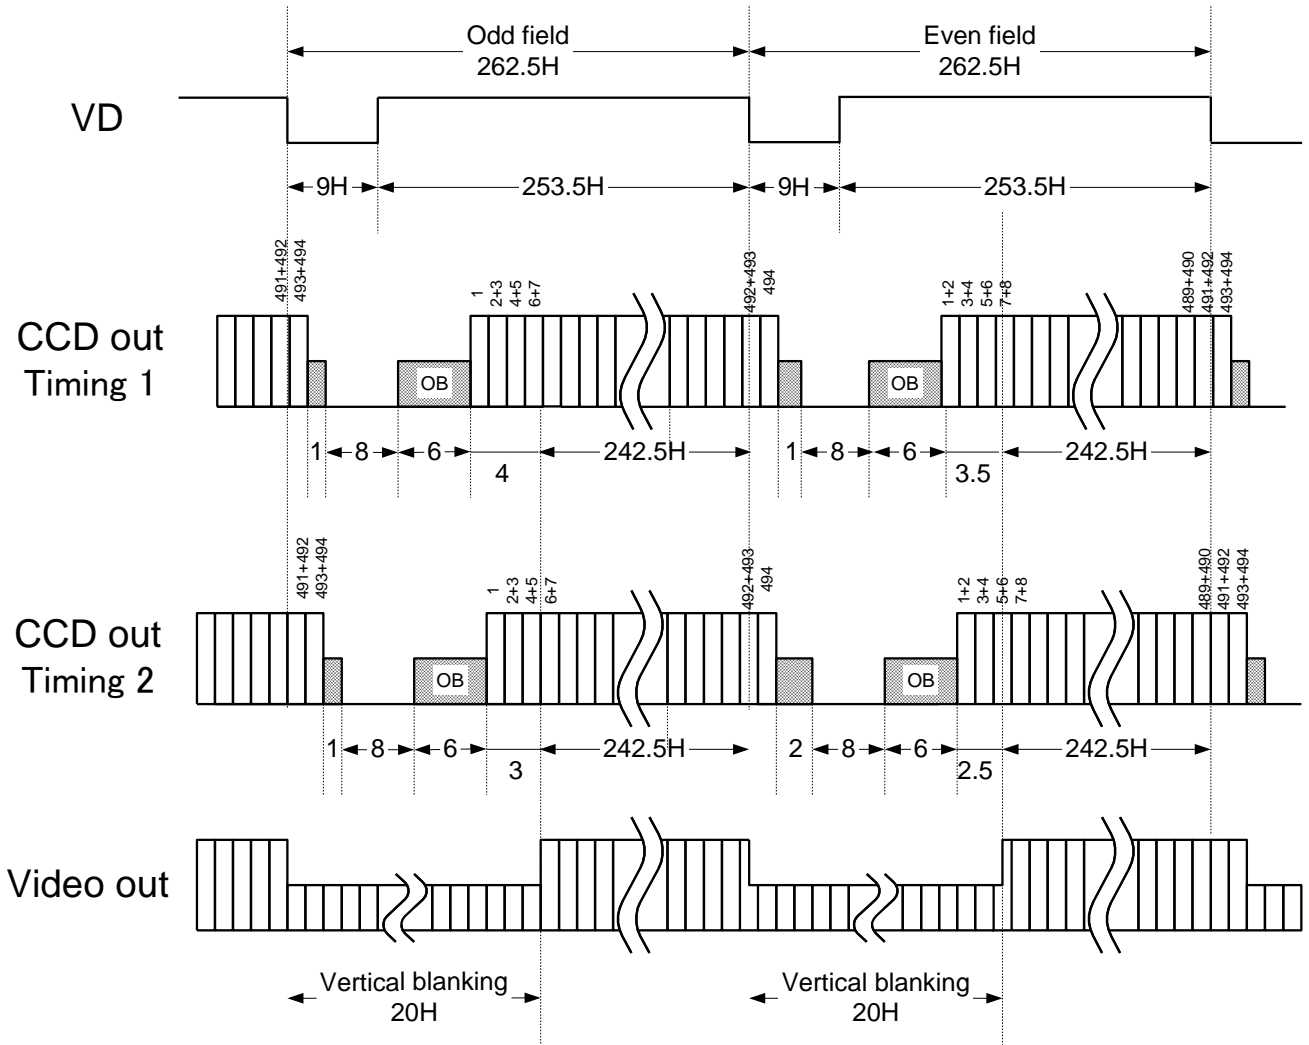 Odd field
262.5H
Even field
262.5H
VD
9H
253.5H
9H
253.5H
491+492
493+494
1
2+3
4+5
6+7
492+493
494
1+2
3+4
5+6
7+8
489+490
491+492
493+494
CCD out
Timing 1
OB
OB
1
8
6
4
242.5H
1
8
6
3.5
242.5H
491+492
493+494
1
2+3
4+5
6+7
492+493
494
1+2
3+4
5+6
7+8
489+490
491+492
493+494
CCD out
Timing 2
OB
OB
1
8
6
3
242.5H
2
8
6
2.5
242.5H
Video out
Vertical blanking
20H
Vertical blanking
20H